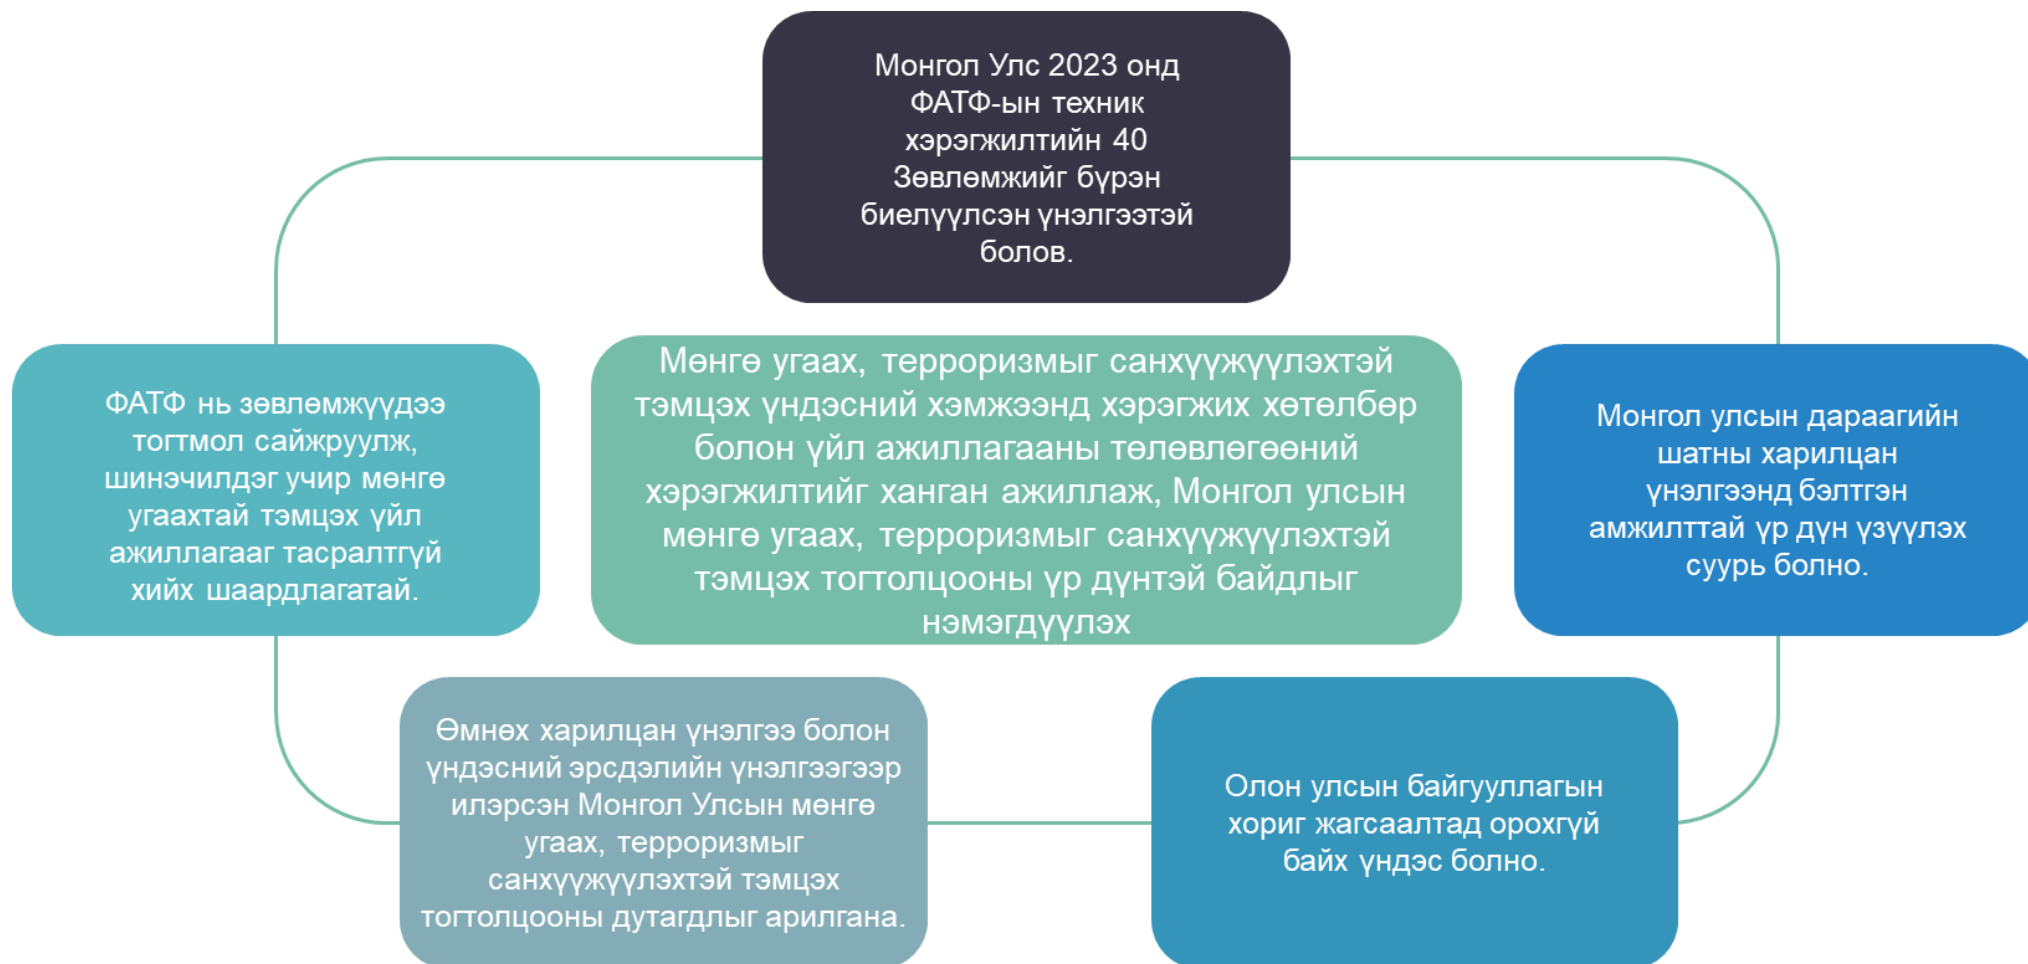 Монгол Улс 2023 онд
ФАТФ-ын техник
хэрэгжилтийн 40
Зөвлөмжийг бүрэн
биелүүлсэн үнэлгээтэй
болов.
ФАТФ нь зөвлөмжүүдээ
тогтмол сайжруулж,
шинэчилдэг учир мөнгө
угаахтай тэмцэх үйл
ажиллагааг тасралтгүй
хийх шаардлагатай.
Мөнгө угаах, терроризмыг санхүүжүүлэхтэй
тэмцэх үндэсний хэмжээнд хэрэгжих хөтөлбөр
болон үйл ажиллагааны төлөвлөгөөний
хэрэгжилтийг ханган ажиллаж, Монгол улсын
мөнгө угаах, терроризмыг санхүүжүүлэхтэй
тэмцэх тогтолцооны үр дүнтэй байдлыг
нэмэгдүүлэх
Монгол улсын дараагийн
шатны харилцан
үнэлгээнд бэлтгэн
амжилттай үр дүн үзүүлэх
суурь болно.
Өмнөх харилцан үнэлгээ болон
үндэсний эрсдэлийн үнэлгээгээр
илэрсэн Монгол Улсын мөнгө
угаах, терроризмыг
санхүүжүүлэхтэй тэмцэх
тогтолцооны дутагдлыг арилгана.
Олон улсын байгууллагын
хориг жагсаалтад орохгүй
байх үндэс болно.